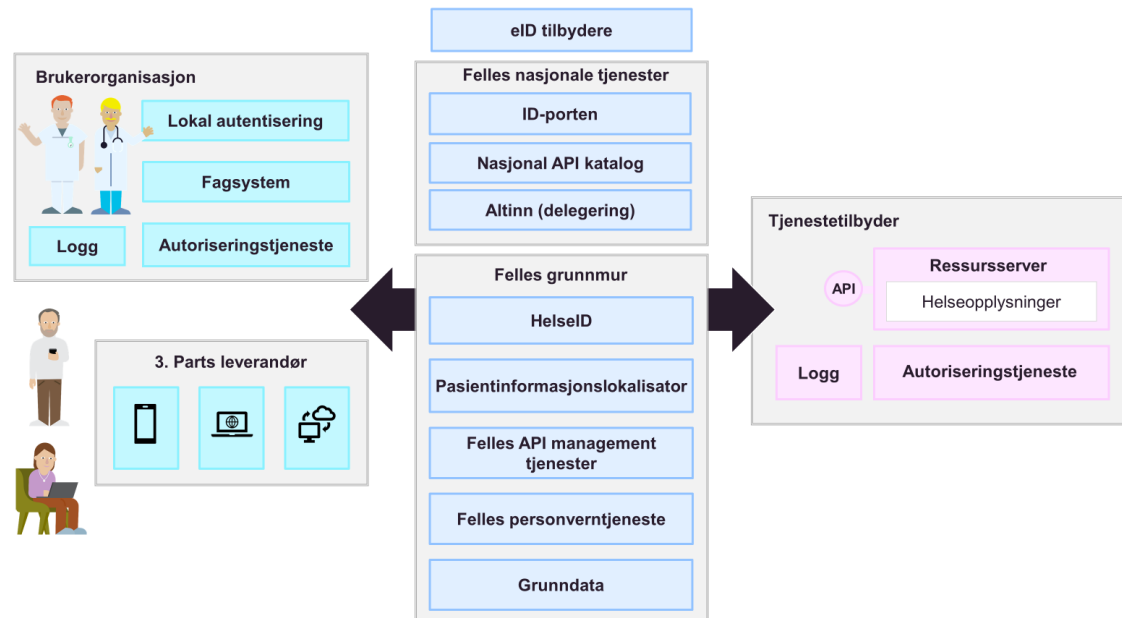 eID tilbydere
Brukerorganisasjon
Lokal autentisering
Fagsystem
Logg
Autoriseringstjeneste
Felles nasjonale tjenester
ID-porten
Nasjonal API katalog
Altinn (delegering)
3. Parts leverandør
Felles grunnmur
HelseID
Pasientinformasjonslokalisator
Felles API management
tjenester
Felles personverntjeneste
Grunndata
Tjenestetilbyder
Ressursserver
API
Helseopplysninger
Logg
Autoriseringstjeneste